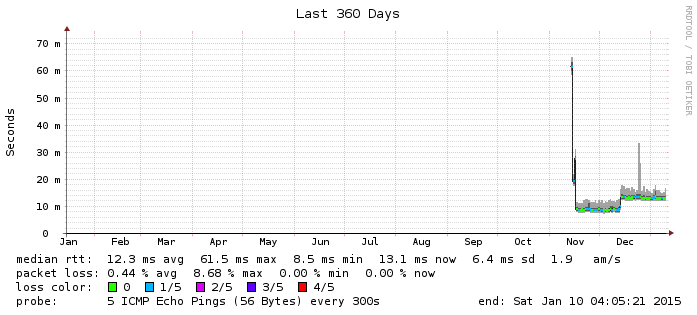 Last 360 Days
RRDTOOL / TOBI OETIKER
Seconds
70 m
60 m
50 m
40 m
30 m
20 m
10 m
0
Jan Feb Mar Apr May Jun Jul Aug Sep Oct Nov Dec
median rtt: 12.3 ms avg 61.5 ms max 8.5 ms min 13.1 ms now 6.4 ms sd 1.9 am/s
packet loss: 0.44 % avg 8.68 % max 0.00 % min 0.00 % now
loss color: 0 1/5 2/5 3/5 4/5
probe: 5 ICMP Echo Pings (56 Bytes) every 300s end: Sat Jan 10 04:05:21 2015